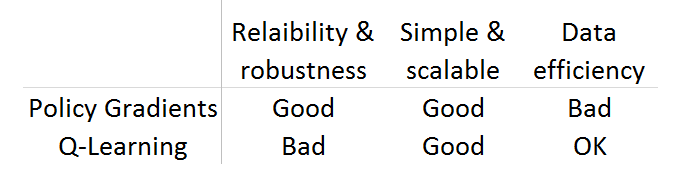 Relaibility & Simple & Data
robustness scalable efficiency
Policy Gradients Good Good Bad
Q-Learning Bad Good OK